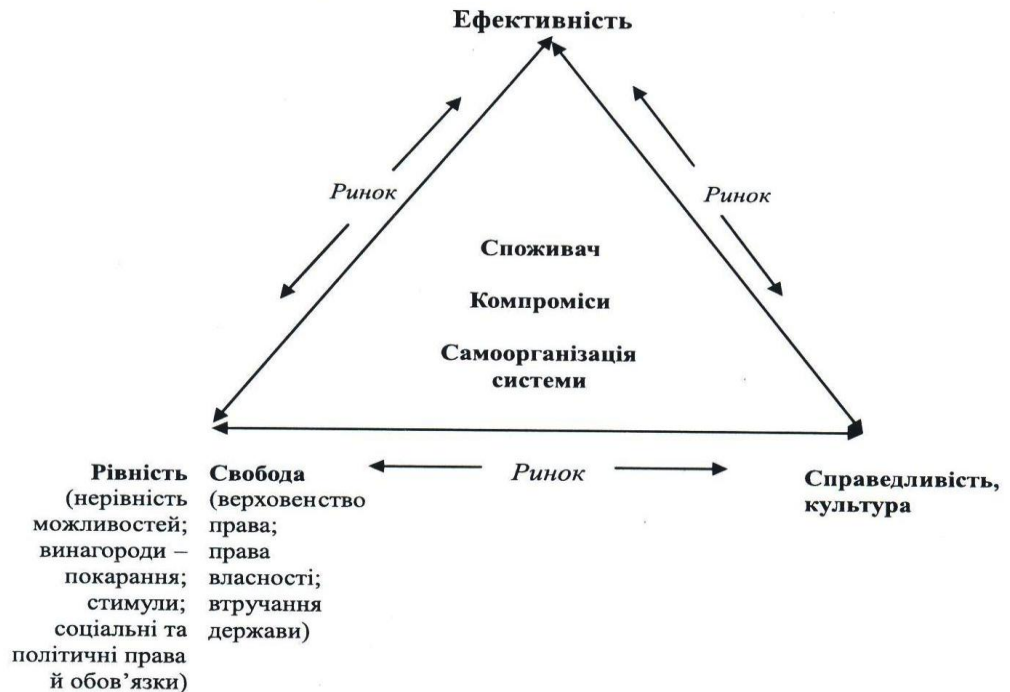 Ефективність
Ринок
Ринок
Споживач
Компроміси
Самоорганізація
системи
Ринок
Рівність
(нерівність
можливостей;
винагороди –
покарання;
стимули;
соціальні та
політичні права
й обов’язки)
Свобода
(верховенство
права;
права
власності;
втручання
держави)
Справедливість,
культура